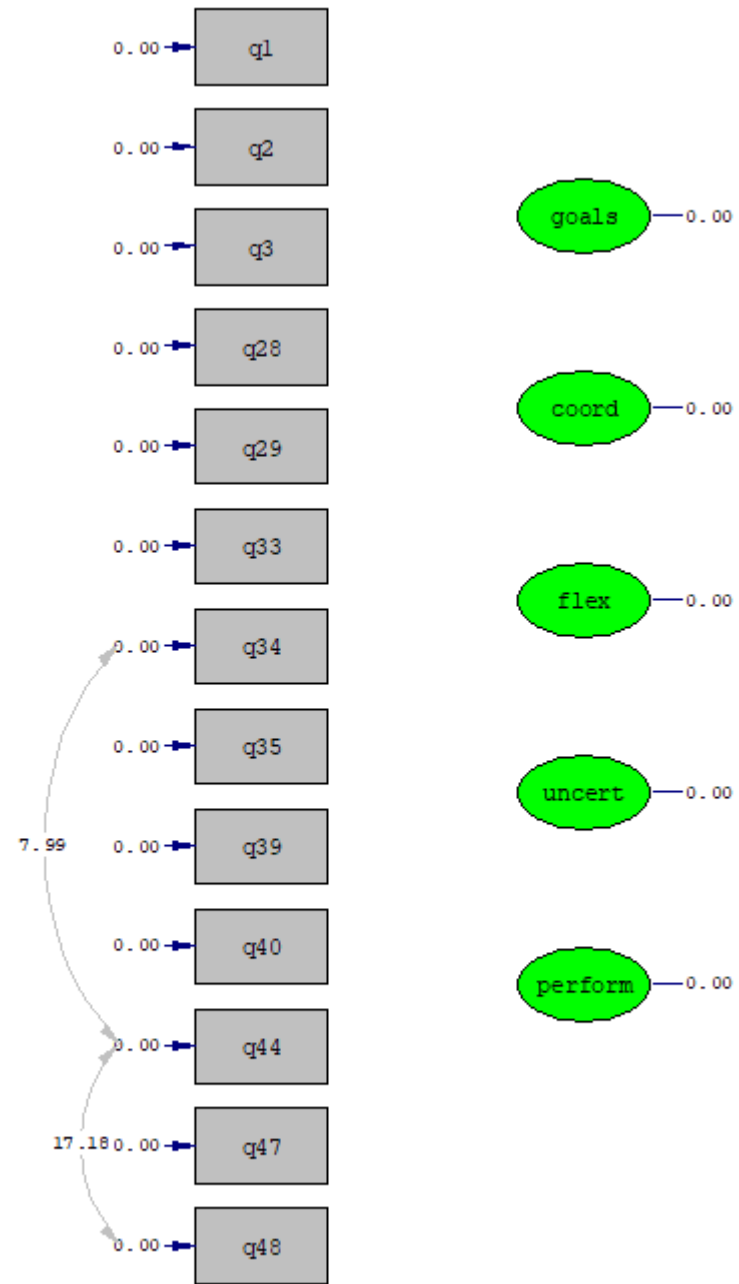 0.00 q1
0.00 q2
goals 0.00
0.00 q3
0.00 q28
coord 0.00
0.00 q29
0.00 q33
flex 0.00
0.00 q34
0.00 q35
uncert 0.00
7.99 0.00 q39
0.00 q40
perform 0.00
0.00 q44
17.18 0.00 q47
0.00 q48